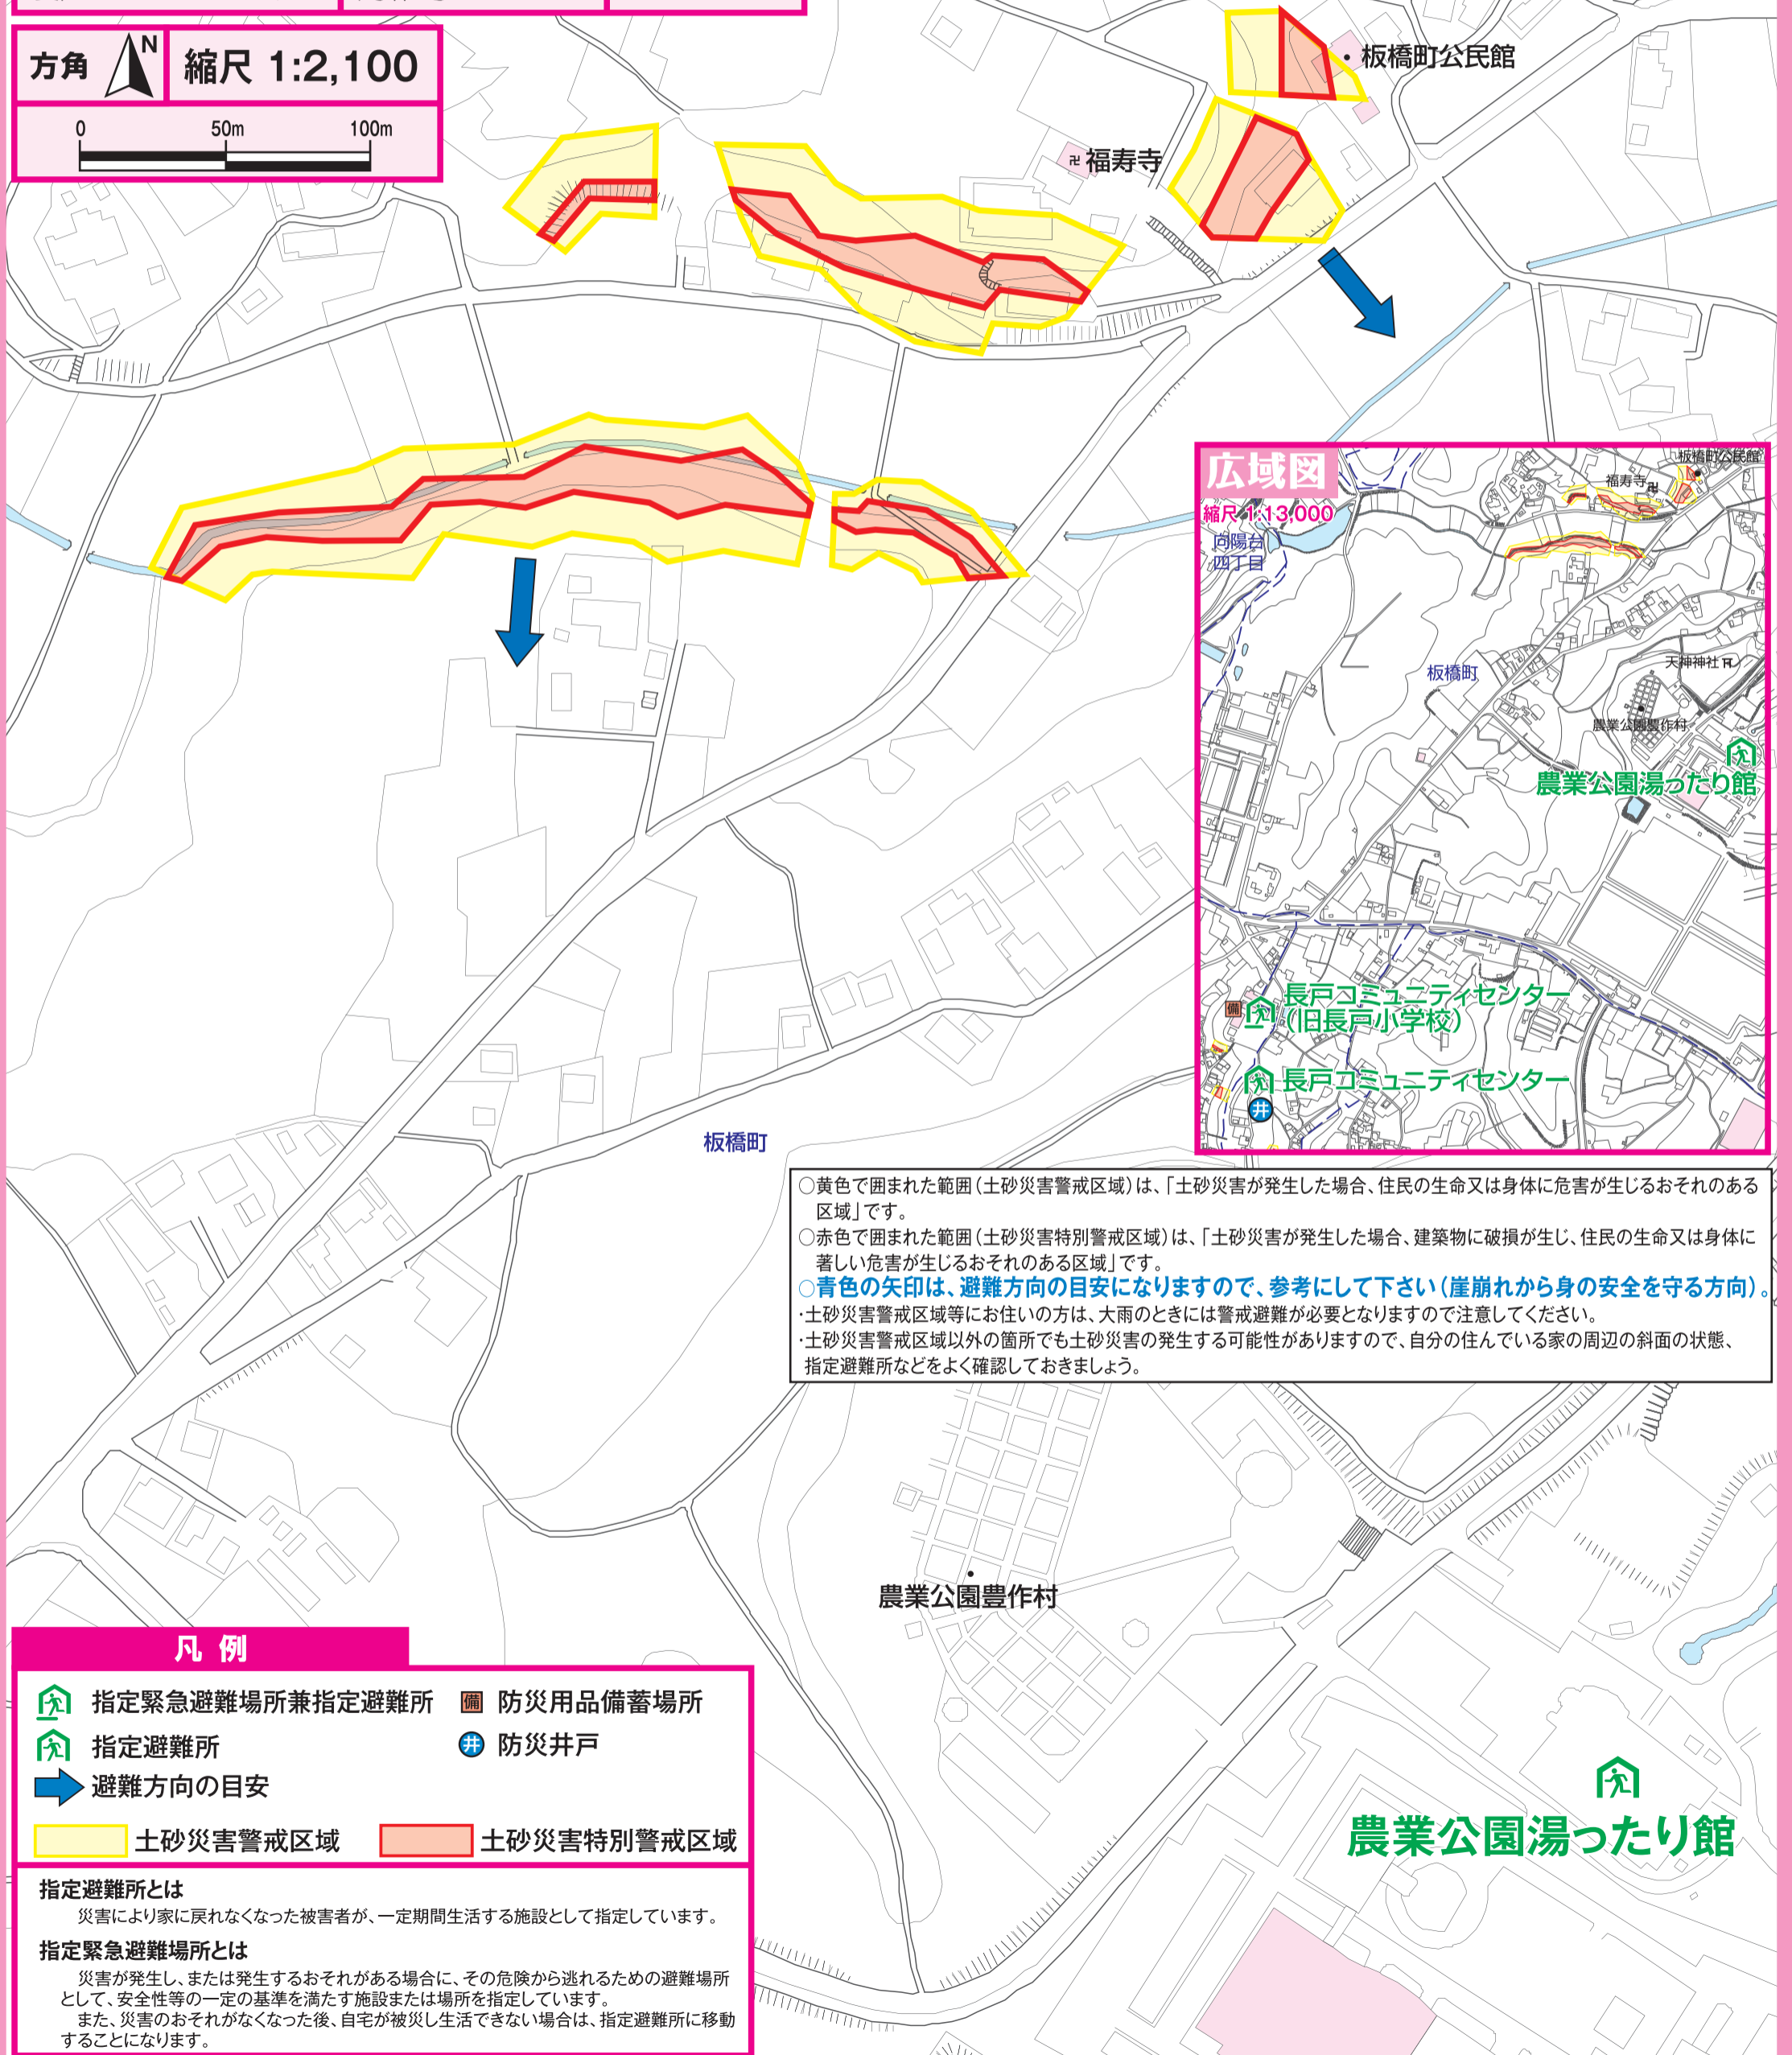 方角 N 縮尺 1:2,100
0 50m 100m
板橋町公民館
卍 福寿寺
広域図
縮尺 1:13,000
向陽台
四丁目
板橋町公民館
福寿寺 卍
板橋町
天神神社
農業公園豊作村
農業公園湯ったり館
備
長戸コミュニティセンター
(旧長戸小学校)
長戸コミュニティセンター
井
板橋町
○黄色で囲まれた範囲(土砂災害警戒区域)は、「土砂災害が発生した場合、住民の生命又は身体に危害が生じるおそれのある
区域」です。
○赤色で囲まれた範囲(土砂災害特別警戒区域)は、「土砂災害が発生した場合、建築物に破損が生じ、住民の生命又は身体に
著しい危害が生じるおそれのある区域」です。
○青色の矢印は、避難方向の目安になりますので、参考にして下さい(崖崩れから身の安全を守る方向)。
・土砂災害警戒区域等にお住いの方は、大雨のときには警戒避難が必要となりますので注意してください。
・土砂災害警戒区域以外の箇所でも土砂災害の発生する可能性がありますので、自分の住んでいる家の周辺の斜面の状態、
指定避難所などをよく確認しておきましょう。
農業公園豊作村
農業公園湯ったり館
凡例
指定緊急避難場所兼指定避難所 備 防災用品備蓄場所
指定避難所 井 防災井戸
避難方向の目安
土砂災害警戒区域 土砂災害特別警戒区域
指定避難所とは
災害により家に戻れなくなった被害者が、一定期間生活する施設として指定しています。
指定緊急避難場所とは
災害が発生し、または発生するおそれがある場合に、その危険から逃れるための避難場所
として、安全性等の一定の基準を満たす施設または場所を指定しています。
また、災害のおそれがなくなった後、自宅が被災し生活できない場合は、指定避難所に移動
することになります。